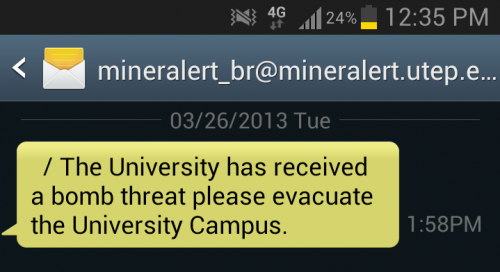 4G 24% 12:35 PM
< mineralert_br@mineralert.utep.e...
03/26/2013 Tue
/ The University has received
a bomb threat please evacuate
the University Campus.
1:58PM